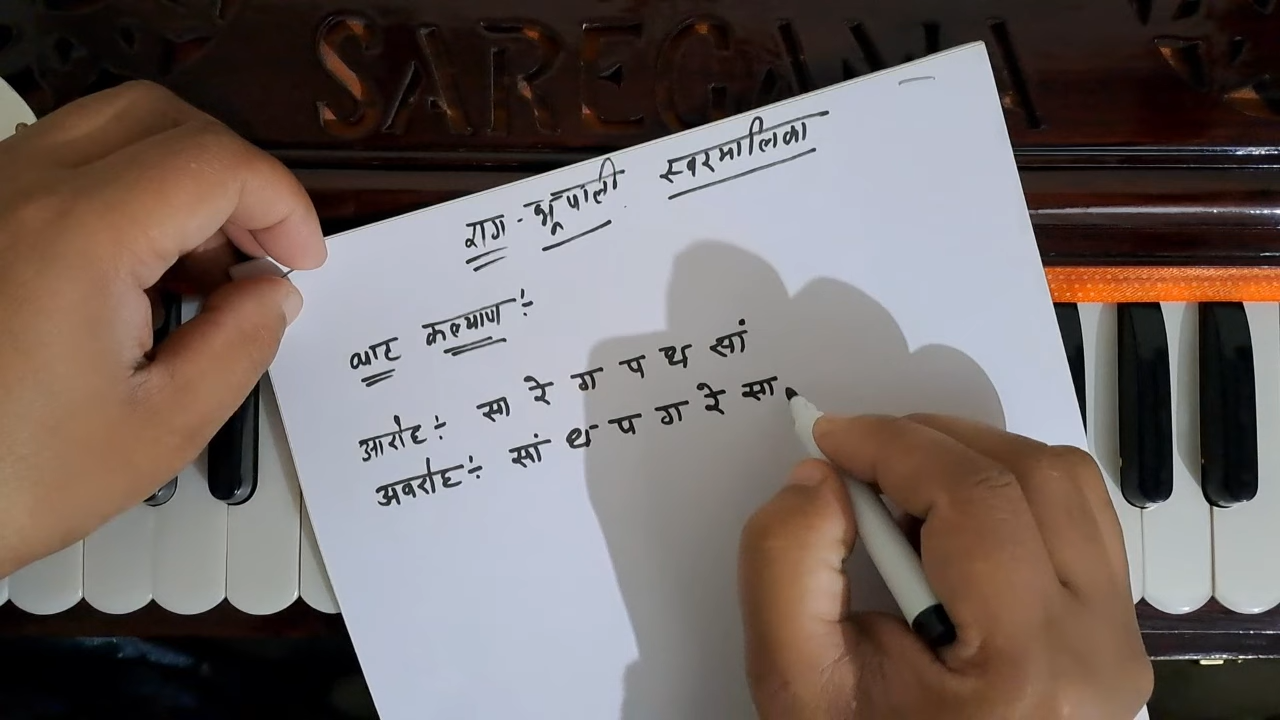 SAREGAMA
राग - भूपाली स्वरमालिका
थाट कल्याण ÷
आरोह ÷ सा रे ग प ध सां
अवरोह ÷ सां ध प ग रे सा